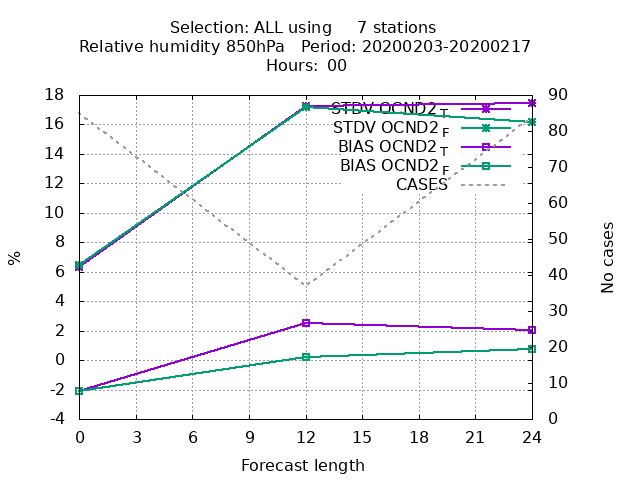 Selection: ALL using 7 stations
Relative humidity 850hPa Period: 20200203-20200217
Hours: 00
STDV OCND2 T
STDV OCND2 F
BIAS OCND2 T
BIAS OCND2 F
CASES
%
18
16
14
12
10
8
6
4
2
0
-2
-4
90
80
70
60
50
40
30
20
10
0
No cases
0 3 6 9 12 15 18 21 24
Forecast length